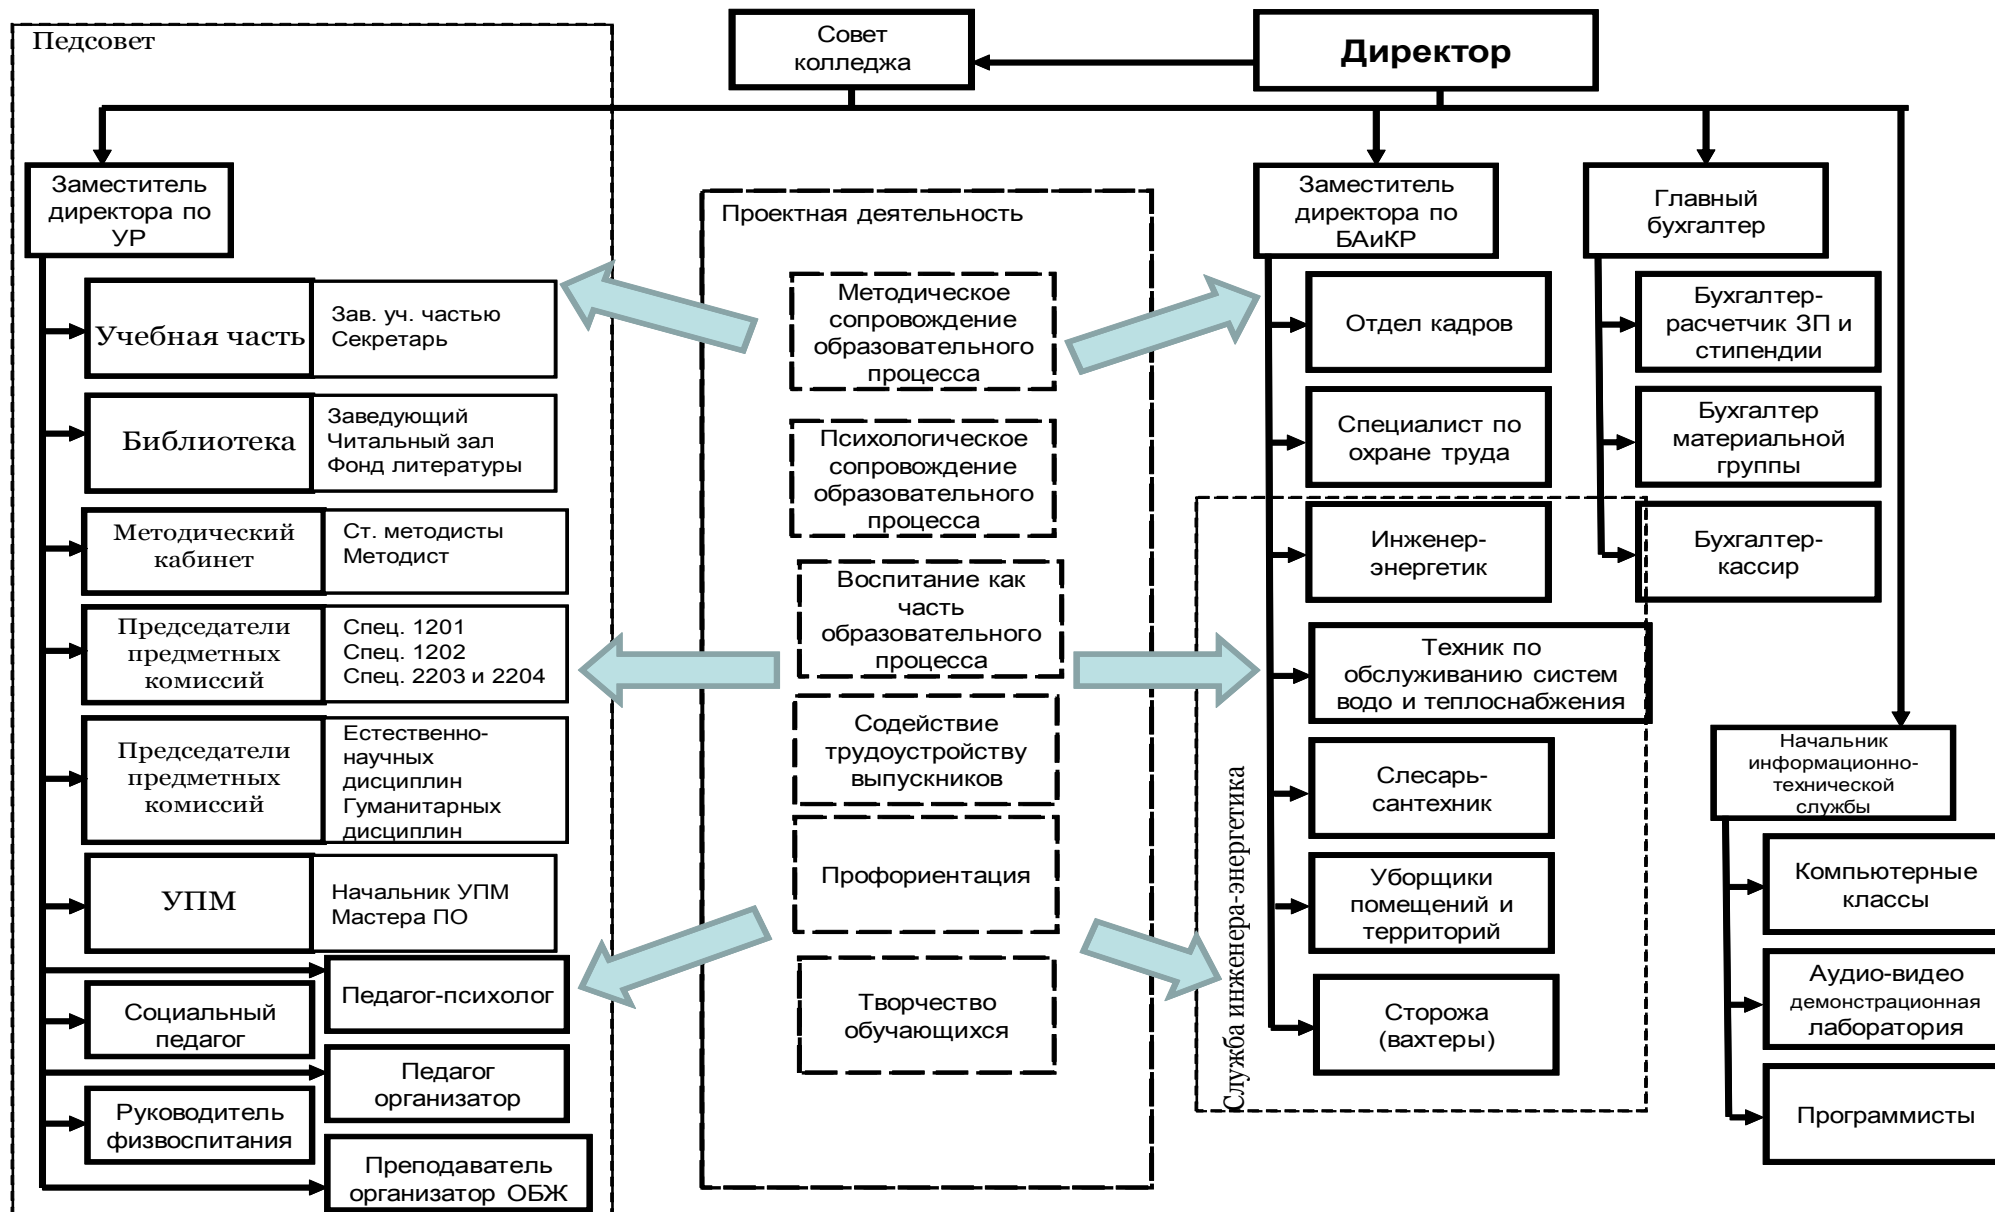 Педсовет
Совет
колледжа
Директор
Заместитель
директора по
УР
Учебная часть
Зав. уч. частью
Секретарь
Библиотека
Заведующий
Читальный зал
Фонд литературы
Методический
кабинет
Ст. методисты
Методист
Председатели
предметных
комиссий
Спец. 1201
Спец. 1202
Спец. 2203 и 2204
Председатели
предметных
комиссий
Естественно-
научных
дисциплин
Гуманитарных
дисциплин
УПМ
Начальник УПМ
Мастера ПО
Педагог-психолог
Социальный
педагог
Педагог
организатор
Руководитель
физвоспитания
Преподаватель
организатор ОБЖ
Проектная деятельность
Методическое
сопровождение
образовательного
процесса
Психологическое
сопровождение
образовательного
процесса
Воспитание как
часть
образовательного
процесса
Содействие
трудоустройству
выпускников
Профориентация
Творчество
обучающихся
Заместитель
директора по
БАиКР
Отдел кадров
Специалист по
охране труда
Служба инженера-энергетика
Инженер-
энергетик
Техник по
обслуживанию систем
водо и теплоснабжения
Слесарь-
сантехник
Уборщики
помещений и
территорий
Сторожа
(вахтеры)
Главный
бухгалтер
Бухгалтер-
расчетчик ЗП и
стипендии
Бухгалтер
материальной
группы
Бухгалтер-
кассир
Начальник
информационно-
технической
службы
Компьютерные
классы
Аудио-видео
демонстрационная
лаборатория
Программисты